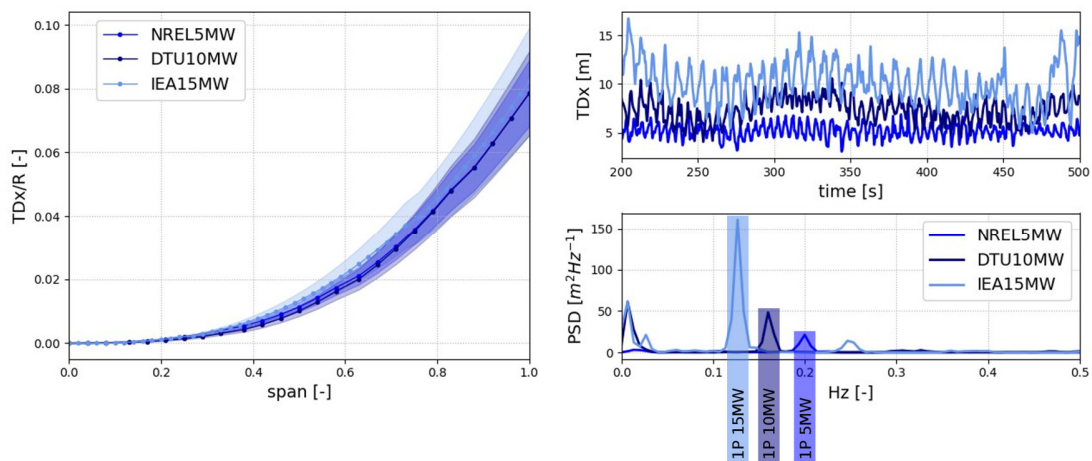 TDx/R [-]
0.10
0.08
0.06
0.04
0.02
0.00
NREL5MW
DTU10MW
IEA15MW
0.0 0.2 0.4 0.6 0.8 1.0
span [-]
TDx [m]
15
10
5
200 250 300 350 400 450 500
time [s]
PSD [m²Hz⁻¹]
150
100
50
0
NREL5MW
DTU10MW
IEA15MW
0.0 0.1 0.2 0.3 0.4 0.5
Hz [-]
1P 15MW
1P 10MW
1P 5MW